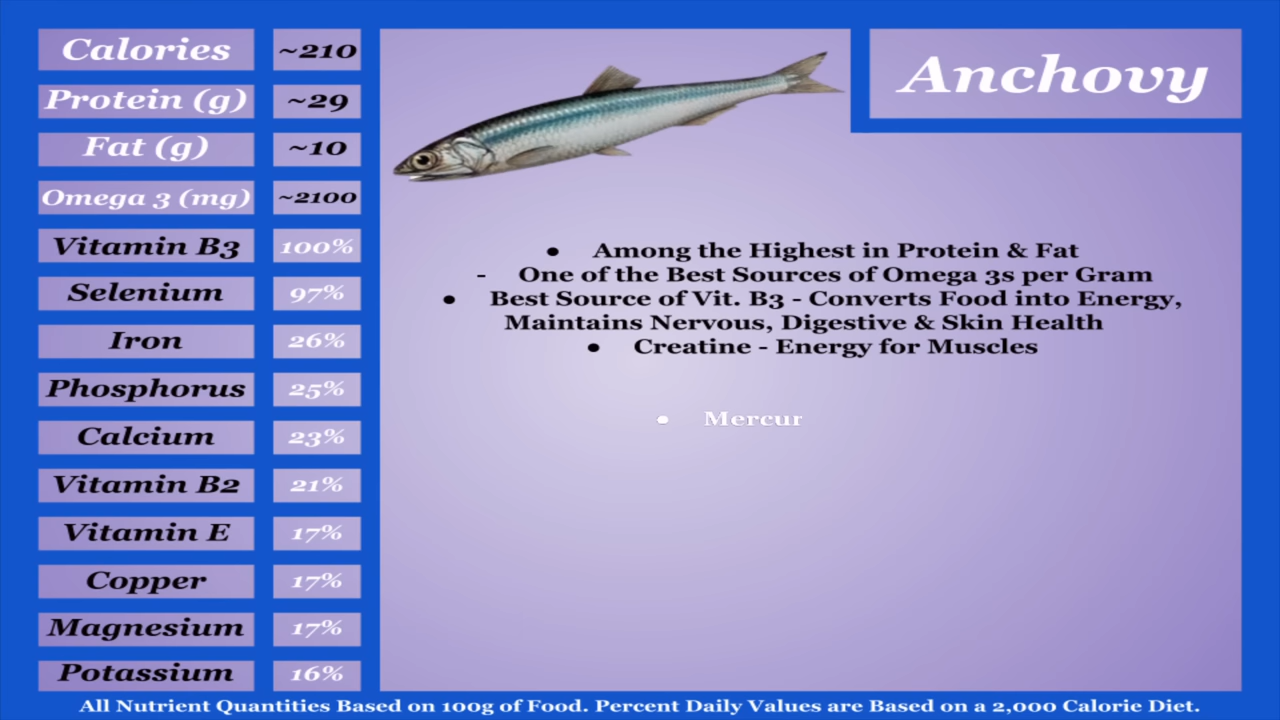 Calories ~210
Protein (g) ~29
Fat (g) ~10
Omega 3 (mg) ~2100
Vitamin B3 100%
Selenium 97%
Iron 26%
Phosphorus 25%
Calcium 23%
Vitamin B2 21%
Vitamin E 17%
Copper 17%
Magnesium 17%
Potassium 16%
Anchovy
● Among the Highest in Protein & Fat
- One of the Best Sources of Omega 3s per Gram
● Best Source of Vit. B3 - Converts Food into Energy,
Maintains Nervous, Digestive & Skin Health
● Creatine - Energy for Muscles
● Mercur
All Nutrient Quantities Based on 100g of Food. Percent Daily Values are Based on a 2,000 Calorie Diet.